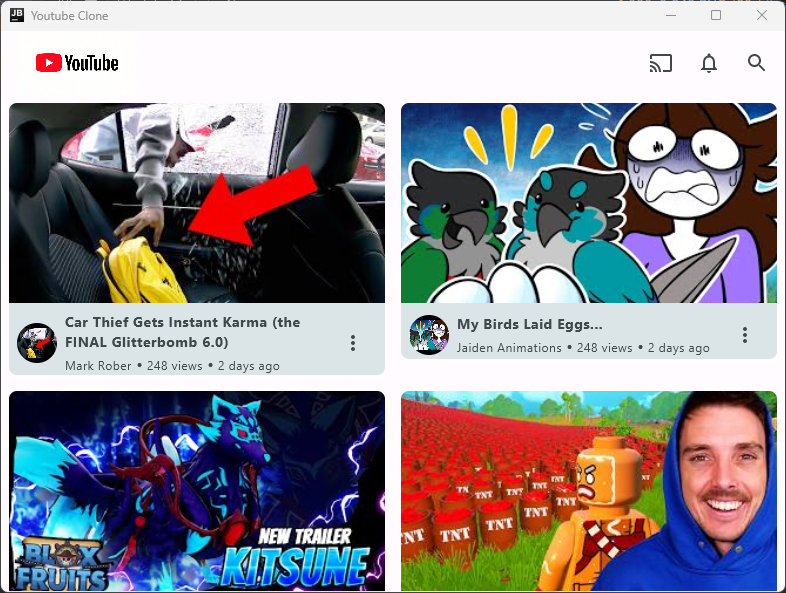 JB Youtube Clone
YouTube
Car Thief Gets Instant Karma (the
FINAL Glitterbomb 6.0)
Mark Rober • 248 views • 2 days ago
My Birds Laid Eggs...
Jaiden Animations • 248 views • 2 days ago
BLOX
FRUITS
NEW TRAILER
KITSUNE
TNT TNT TNT TNT
TNT TNT TNT TNT